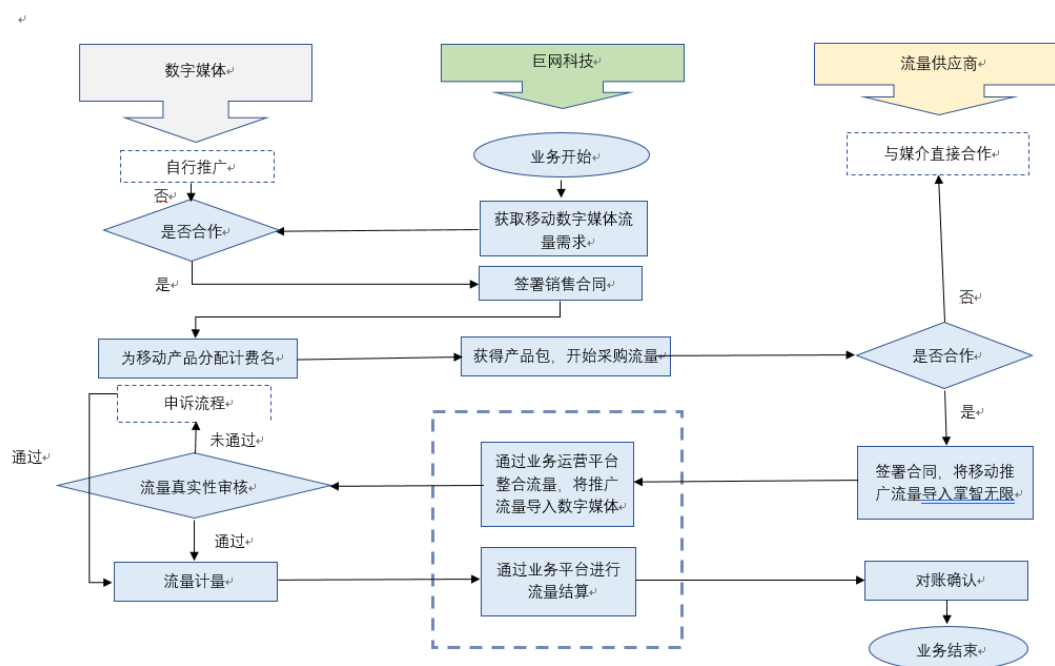 数字媒体
巨网科技
流量供应商
自行推广
业务开始
与媒介直接合作
否
是否合作
获取移动数字媒体流
量需求
是
签署销售合同
否
为移动产品分配计费名
获得产品包，开始采购流量
是否合作
申诉流程
是
未通过
通过
流量真实性审核
通过业务运营平台
整合流量，将推广
流量导入数字媒体
签署合同，将移动推
广流量导入掌智无限
通过
流量计量
通过业务平台进行
流量结算
对账确认
业务结束